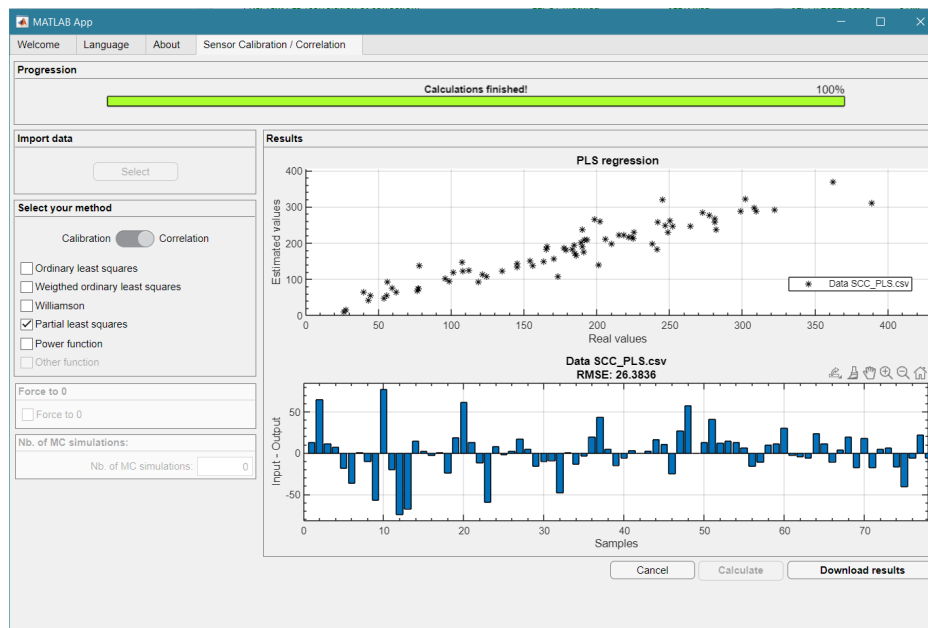 MATLAB App
Welcome Language About Sensor Calibration / Correlation
Progression
Calculations finished! 100%
Import data
Select
Select your method
Calibration Correlation
Ordinary least squares
Weigthed ordinary least squares
Williamson
Partial least squares
Power function
Other function
Force to 0
Force to 0
Nb. of MC simulations:
Nb. of MC simulations: 0
Results
PLS regression
Estimated values
400
300
200
100
0
0 50 100 150 200 250 300 350 400
Real values
Data SCC_PLS.csv
Data SCC_PLS.csv
RMSE: 26.3836
Input - Output
50
0
-50
0 10 20 30 40 50 60 70
Samples
Cancel Calculate Download results